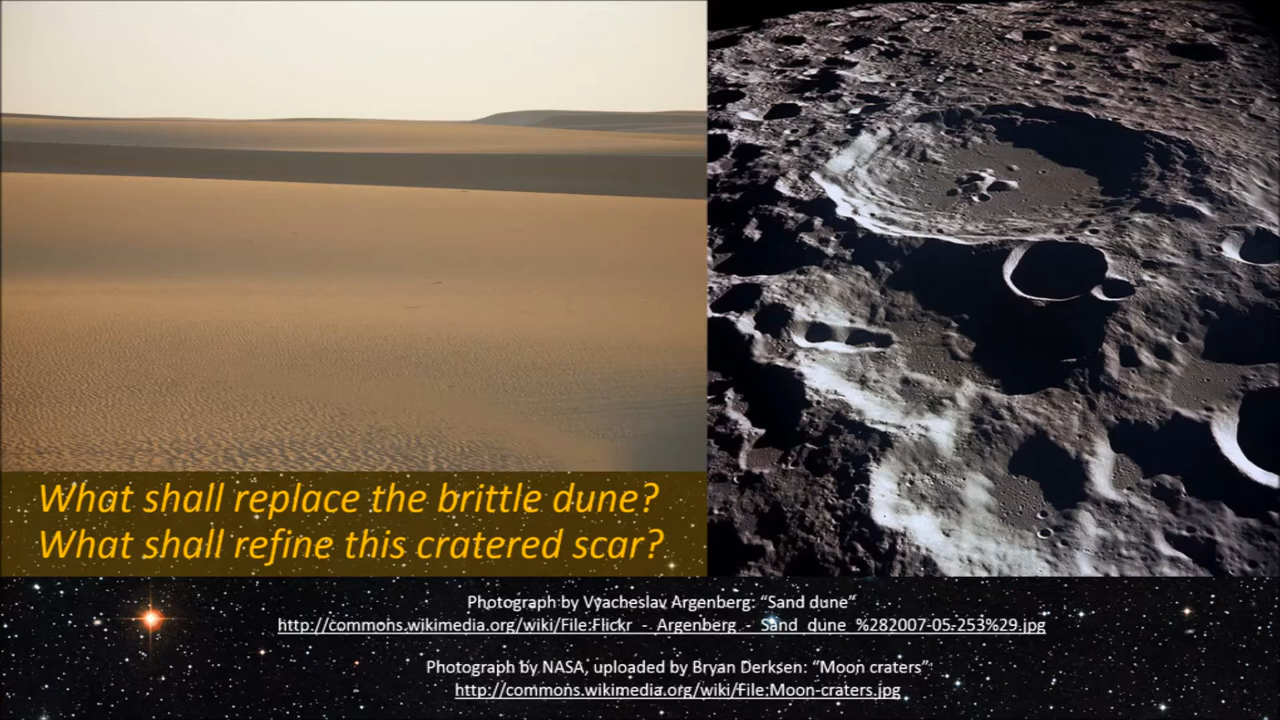 What shall replace the brittle dune?
What shall refine this cratered scar?
Photograph by Vyacheslav Argenberg: “Sand dune”
http://commons.wikimedia.org/wiki/File:Flickr_-_Argenberg_-_Sand_dune_%282007-05-253%29.jpg
Photograph by NASA, uploaded by Bryan Derksen: “Moon craters”
http://commons.wikimedia.org/wiki/File:Moon-craters.jpg